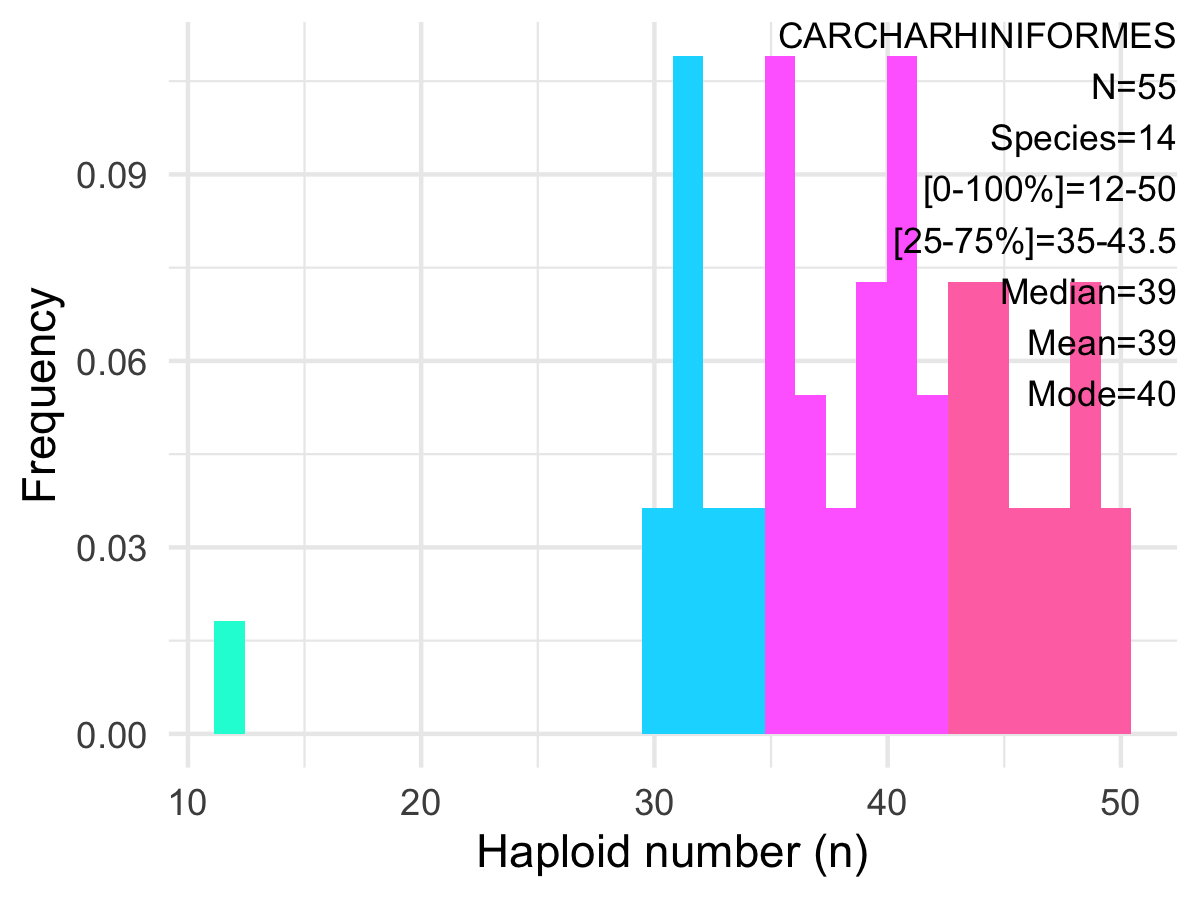 CARCHARHINIFORMES
N=55
Species=14
[0-100%]=12-50
[25-75%]=35-43.5
Median=39
Mean=39
Mode=40
0.09
0.06
0.03
0.00
Frequency
10 20 30 40 50
Haploid number (n)